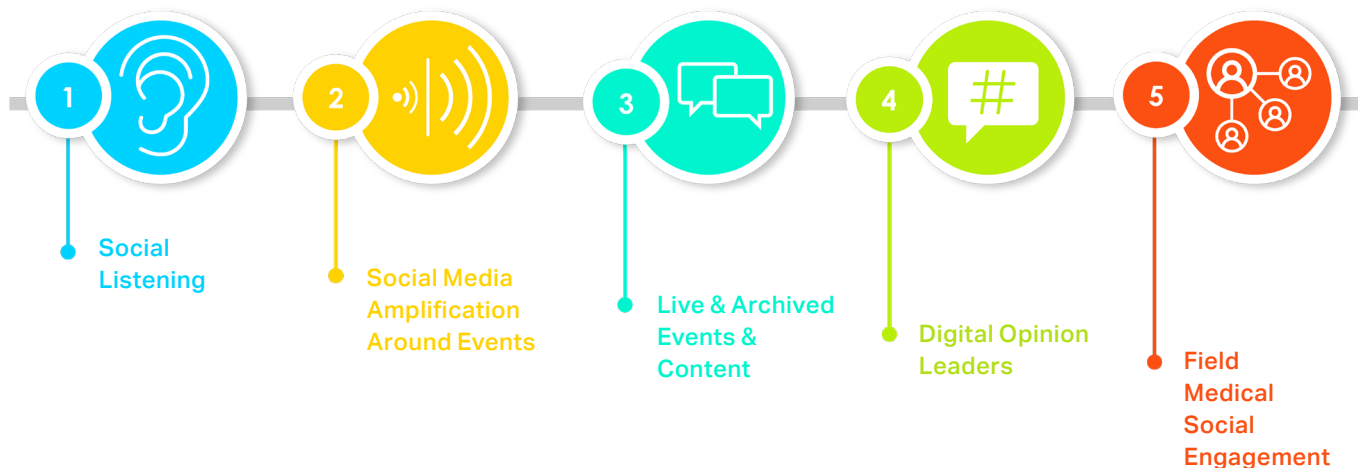 1
Social
Listening
2
Social Media
Amplification
Around Events
3
Live & Archived
Events &
Content
4
#
Digital Opinion
Leaders
5
Field
Medical
Social
Engagement